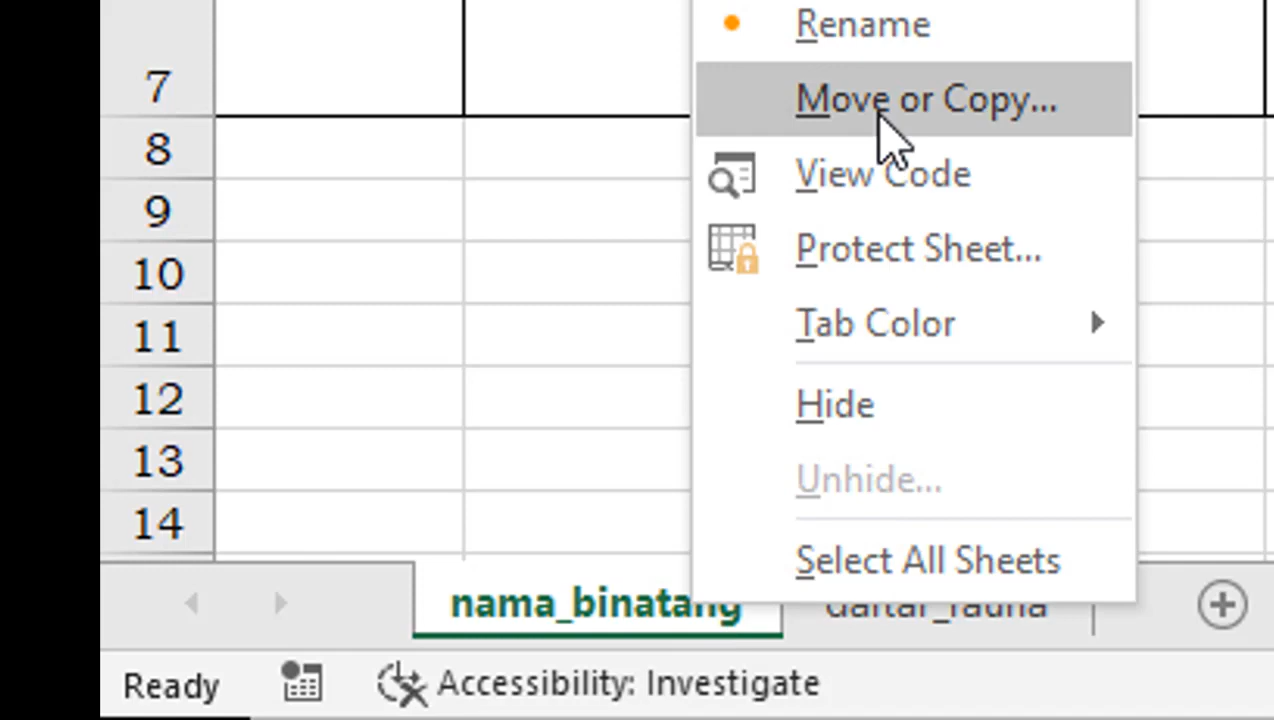 Rename
7
Move or Copy...
8
View Code
9
Protect Sheet...
10
11
Tab Color
12
Hide
13
Unhide...
14
Select All Sheets
nama_binatang
daftar_fauna
Ready
Accessibility: Investigate